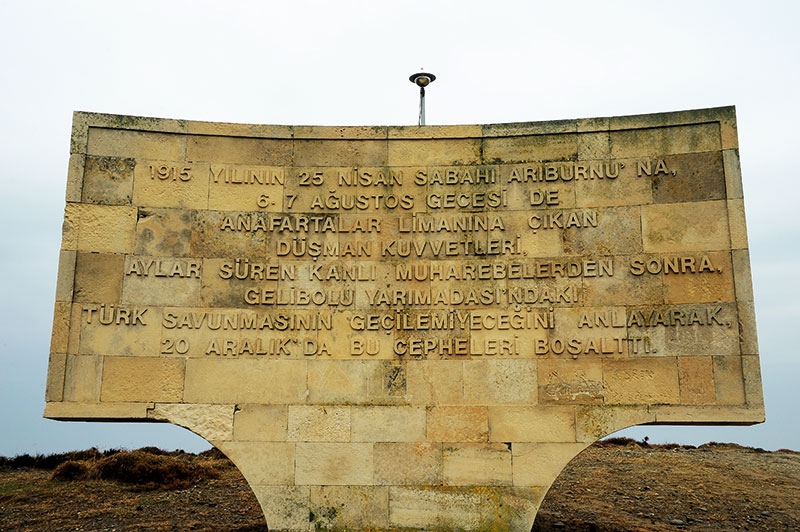 1915 YILININ 25 NİSAN SABAHI ARIBURNU'NA,
6-7 AĞUSTOS GECESİ DE
ANAFARTALAR LİMANINA ÇIKAN
DÜŞMAN KUVVETLERİ,
AYLAR SÜREN KANLI MUHAREBELERDEN SONRA,
GELİBOLU YARIMADASI'NDAKİ
TÜRK SAVUNMASININ GEÇİLEMİYECEĞİNİ ANLAYARAK,
20 ARALIK'DA BU CEPHELERİ BOŞALTTI.